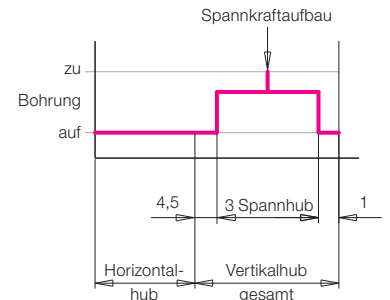 Spannkraftaufbau
zu
Bohrung
auf
4,5
3 Spannhub
1
Horizontal-
hub
Vertikalhub
gesamt